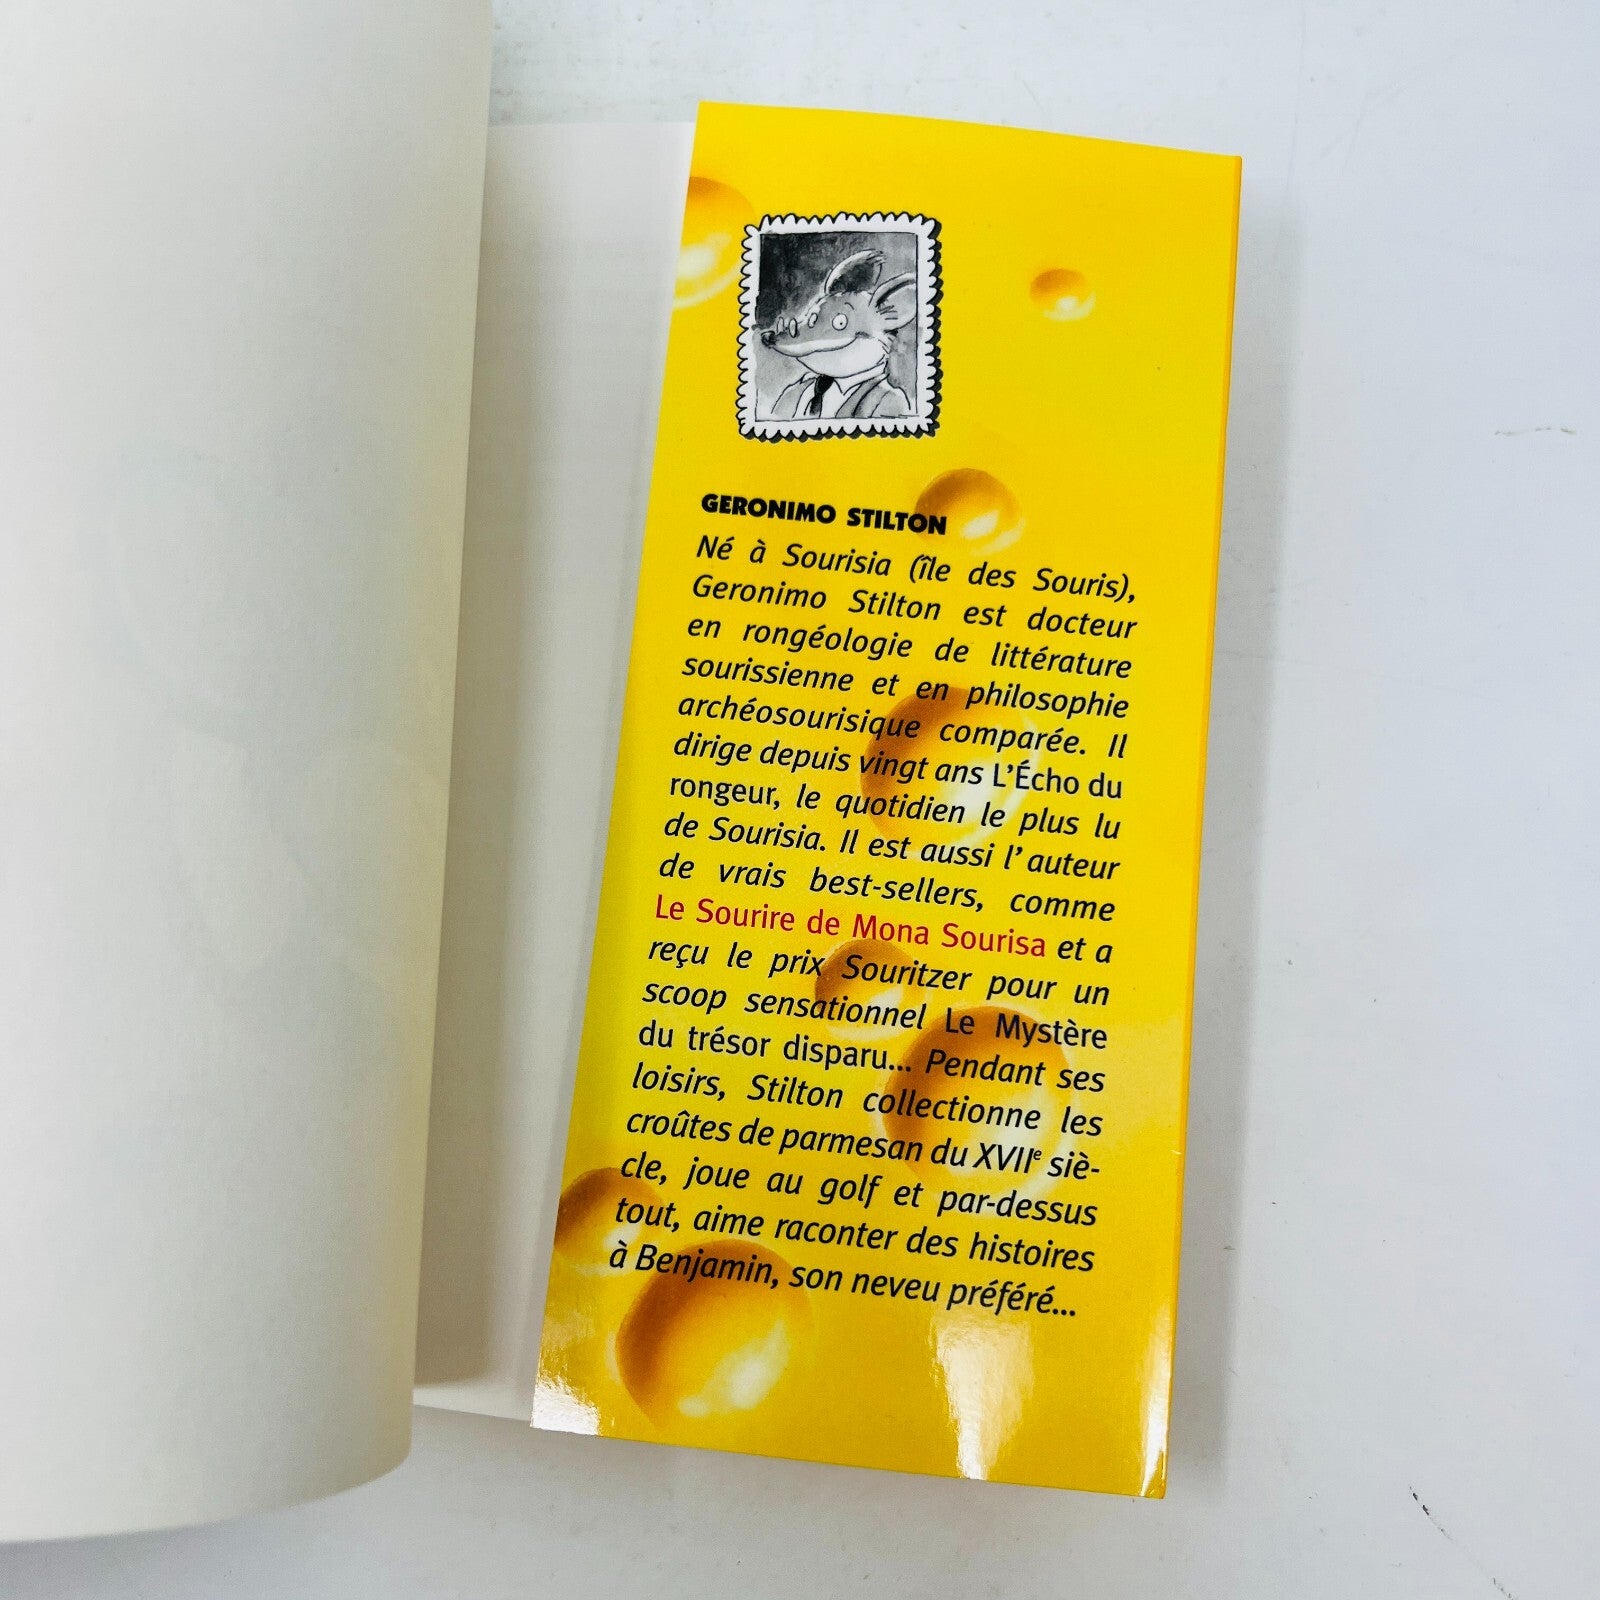 GERONIMO STILTON
Né à Sourisia (île des Souris),
Geronimo Stilton est docteur
en rongéologie de littérature
sourissienne et en philosophie
archéosourisique comparée. Il
dirige depuis vingt ans L'Écho du
rongeur, le quotidien le plus lu
de Sourisia. Il est aussi l'auteur
de vrais best-sellers, comme
Le Sourire de Mona Sourisa et a
reçu le prix Souritzer pour un
scoop sensationnel Le Mystère
du trésor disparu... Pendant ses
loisirs, Stilton collectionne les
croûtes de parmesan du XVIIe siè-
cle, joue au golf et par-dessus
tout, aime raconter des histoires
à Benjamin, son neveu préféré...